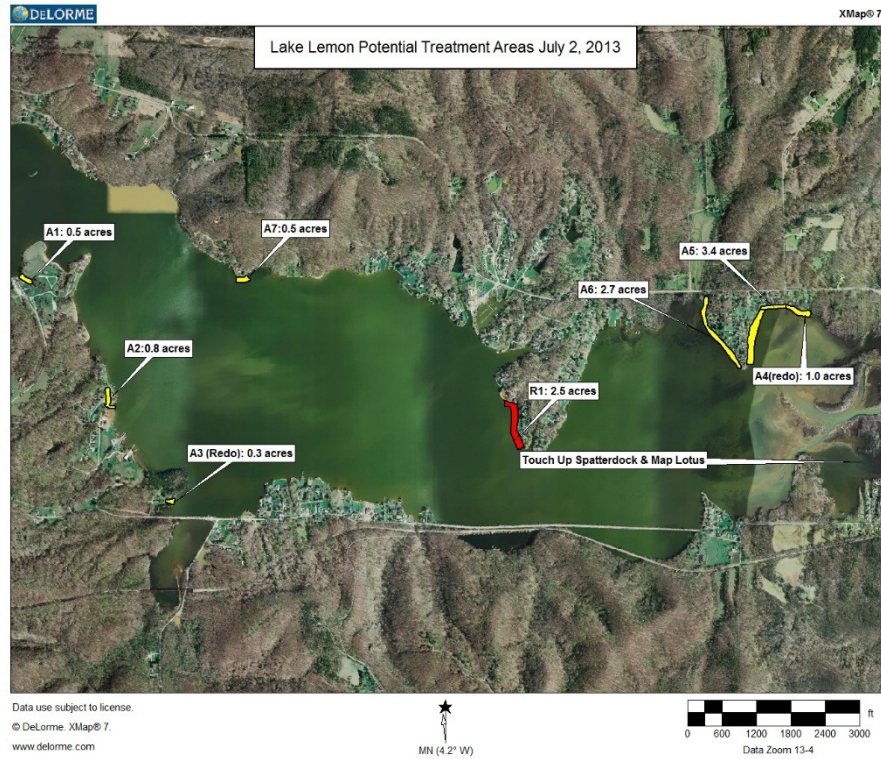 DELORME
XMap® 7
Lake Lemon Potential Treatment Areas July 2, 2013
A1: 0.5 acres
A7:0.5 acres
A5: 3.4 acres
A6: 2.7 acres
A2:0.8 acres
A4(redo): 1.0 acres
R1: 2.5 acres
A3 (Redo): 0.3 acres
Touch Up Spatterdock & Map Lotus
Data use subject to license.
© DeLorme. XMap® 7.
www.delorme.com
MN (4.2° W)
ft
0 600 1200 1800 2400 3000
Data Zoom 13-4